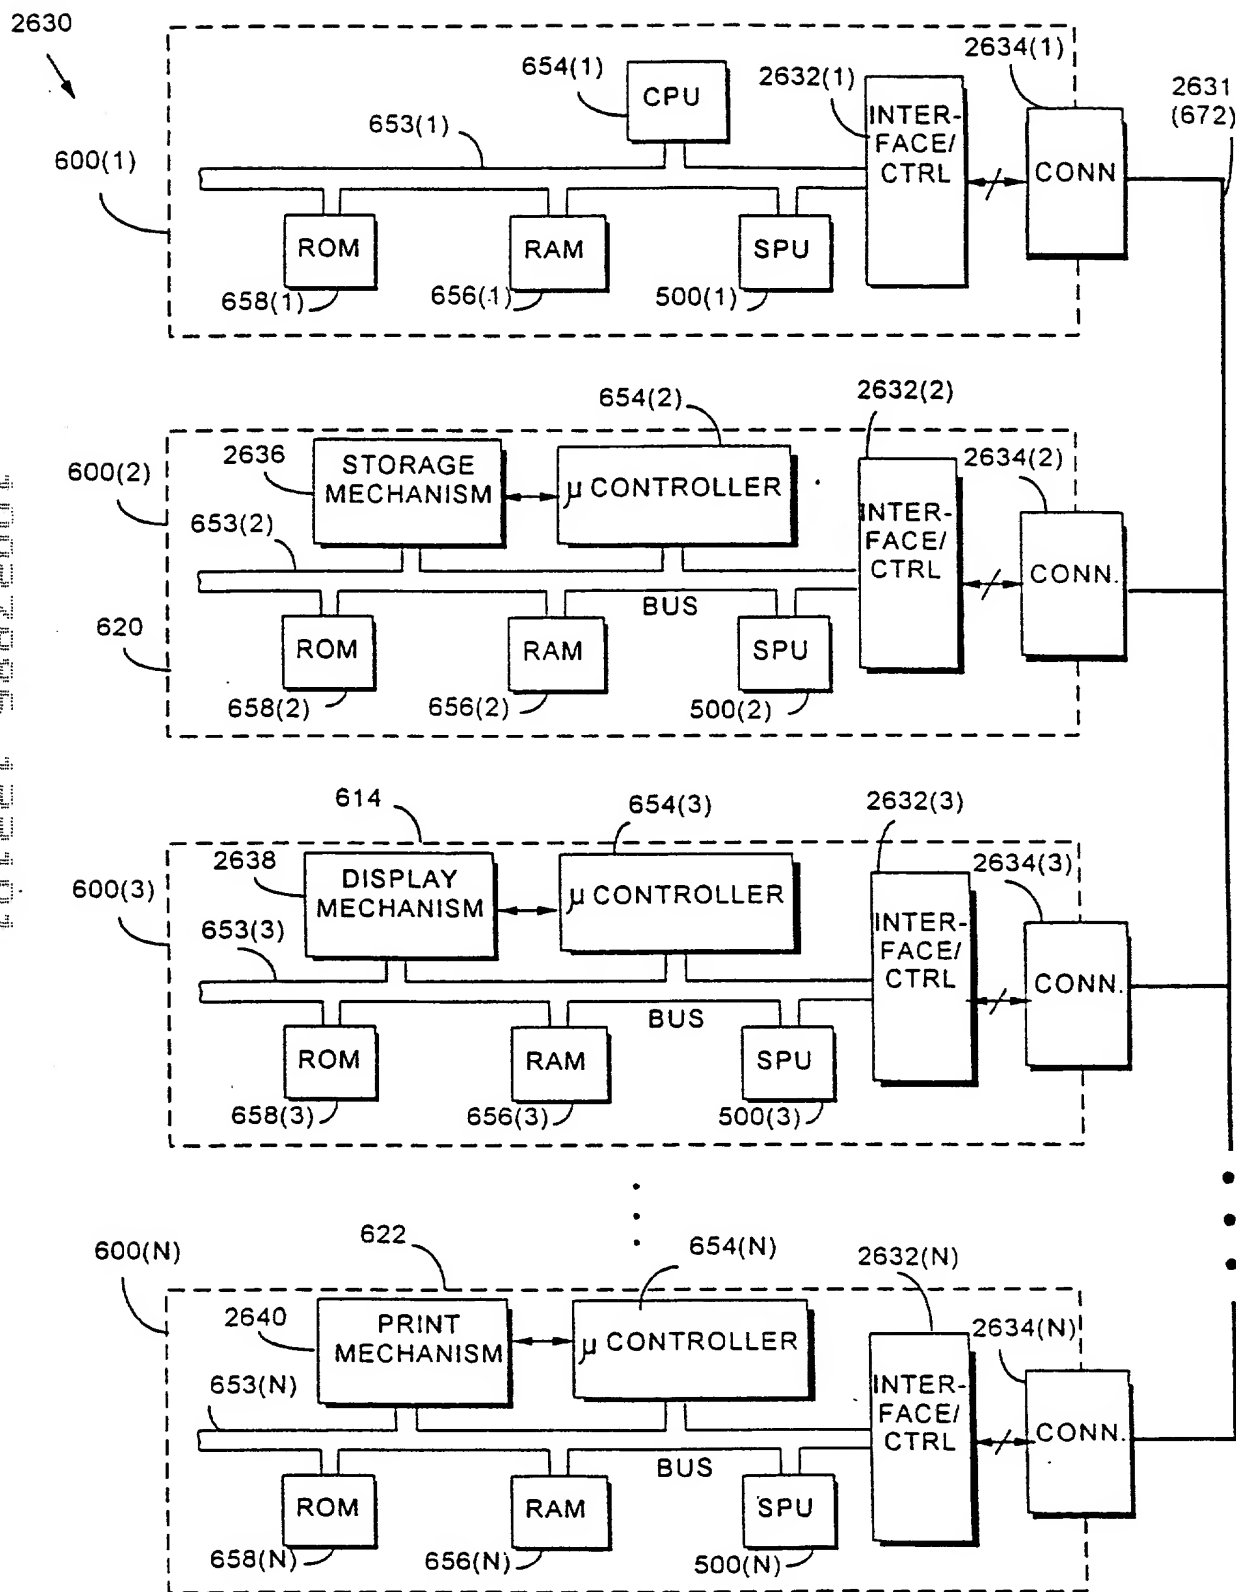 2630
654(1)
CPU
2632(1)
2634(1)
2631
(672)
653(1)
600(1)
INTER-
FACE/
CTRL
CONN
ROM
RAM
SPU
658(1)
656(1)
500(1)
654(2)
2632(2)
2634(2)
600(2)
2636
STORAGE
MECHANISM
μ CONTROLLER
653(2)
INTER-
FACE/
CTRL
CONN.
BUS
620
ROM
RAM
SPU
658(2)
656(2)
500(2)
614
654(3)
2632(3)
2634(3)
600(3)
2638
DISPLAY
MECHANISM
μ CONTROLLER
653(3)
INTER-
FACE/
CTRL
CONN.
BUS
ROM
RAM
SPU
658(3)
656(3)
500(3)
600(N)
622
654(N)
2632(N)
2634(N)
2640
PRINT
MECHANISM
μ CONTROLLER
653(N)
INTER-
FACE/
CTRL
CONN.
BUS
ROM
RAM
SPU
658(N)
656(N)
500(N)